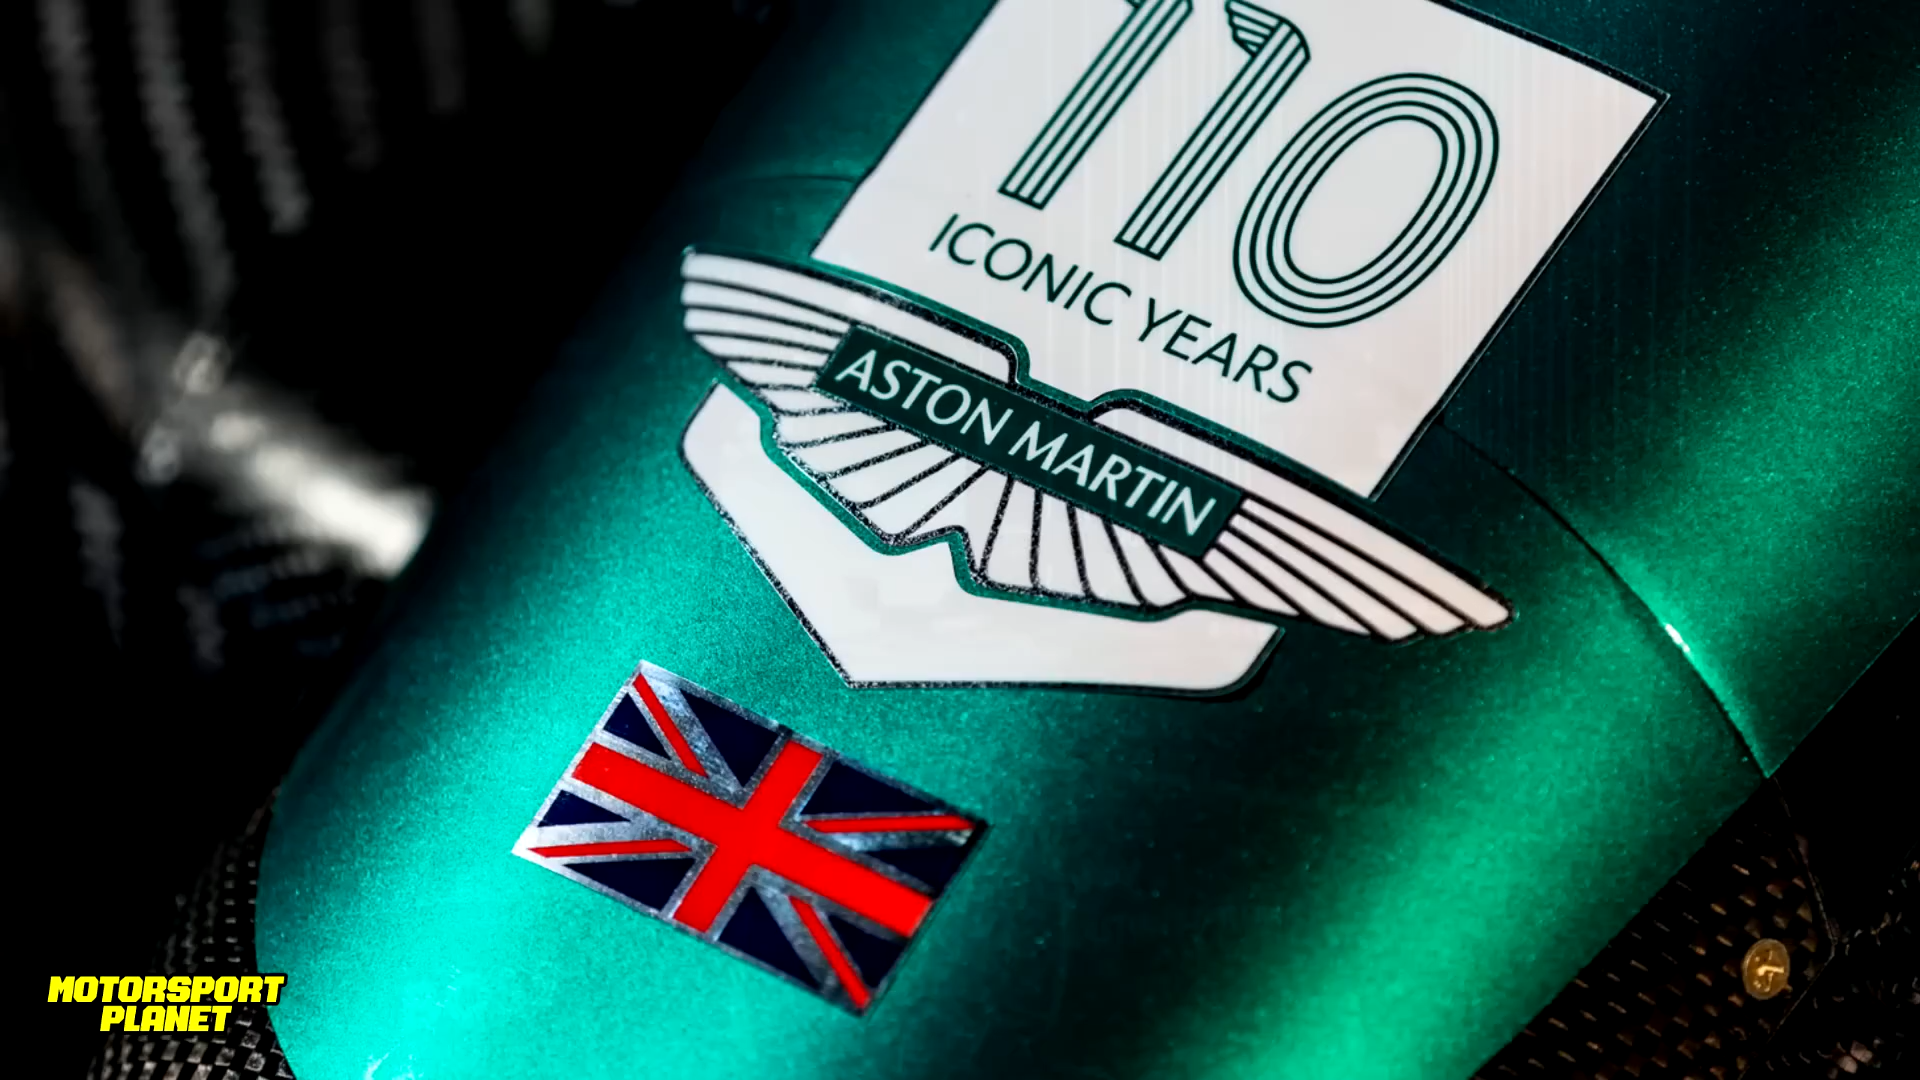 110
ICONIC YEARS
ASTON MARTIN
MOTORSPORT
PLANET